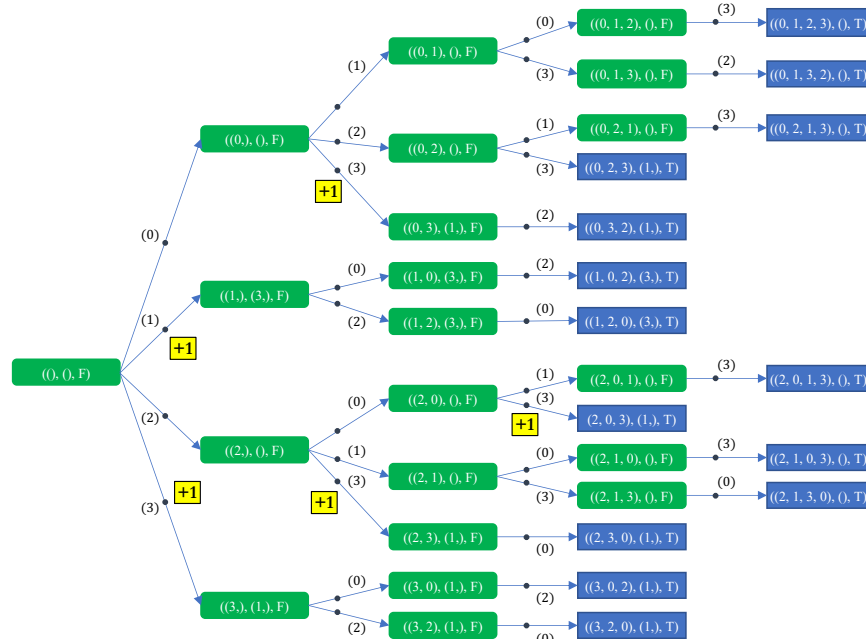 (0)
(3)
((0, 1, 2), (), F)
((0, 1, 2, 3), (), T)
((0, 1), (), F)
(1)
(3)
(2)
((0, 1, 3), (), F)
((0, 1, 3, 2), (), T)
(1)
(3)
((0, 2, 1), (), F)
((0, 2, 1, 3), (), T)
((0,), (), F)
(2)
((0, 2), (), F)
(3)
(3)
((0, 2, 3), (1,), T)
+1
(2)
((0, 3), (1,), F)
((0, 3, 2), (1,), T)
(0)
(0)
(2)
((1, 0), (3,), F)
((1, 0, 2), (3,), T)
((1,), (3,), F)
(1)
(2)
(0)
((1, 2), (3,), F)
((1, 2, 0), (3,), T)
+1
((), (), F)
(1)
(3)
((2, 0, 1), (), F)
((2, 0, 1, 3), (), T)
(0)
((2, 0), (), F)
(3)
(2)
+1
(2, 0, 3), (1,), T)
((2,), (), F)
(1)
(0)
(3)
((2, 1, 0), (), F)
((2, 1, 0, 3), (), T)
((2, 1), (), F)
(3)
+1
+1
(3)
(0)
((2, 1, 3), (), F)
((2, 1, 3, 0), (), T)
(3)
((2, 3), (1,), F)
((2, 3, 0), (1,), T)
(0)
(0)
((3, 0), (1,), F)
((3, 0, 2), (1,), T)
(2)
((3,), (1,), F)
(2)
((3, 2), (1,), F)
((3, 2, 0), (1,), T)
(0)